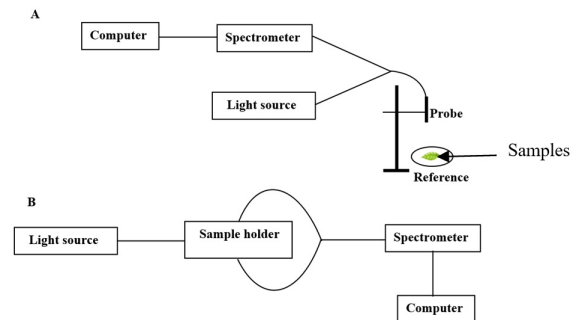 A
Computer
Spectrometer
Light source
Probe
Samples
Reference
B
Light source
Sample holder
Spectrometer
Computer